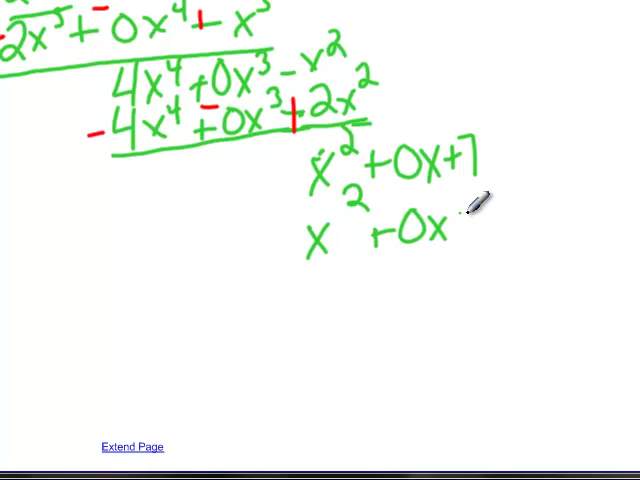 -2x⁵ + 0x⁴ + x³
4x⁴ + 0x³ - x²
- 4x⁴ + 0x³ - 2x²
x² + 0x + 7
x² + 0x
Extend Page